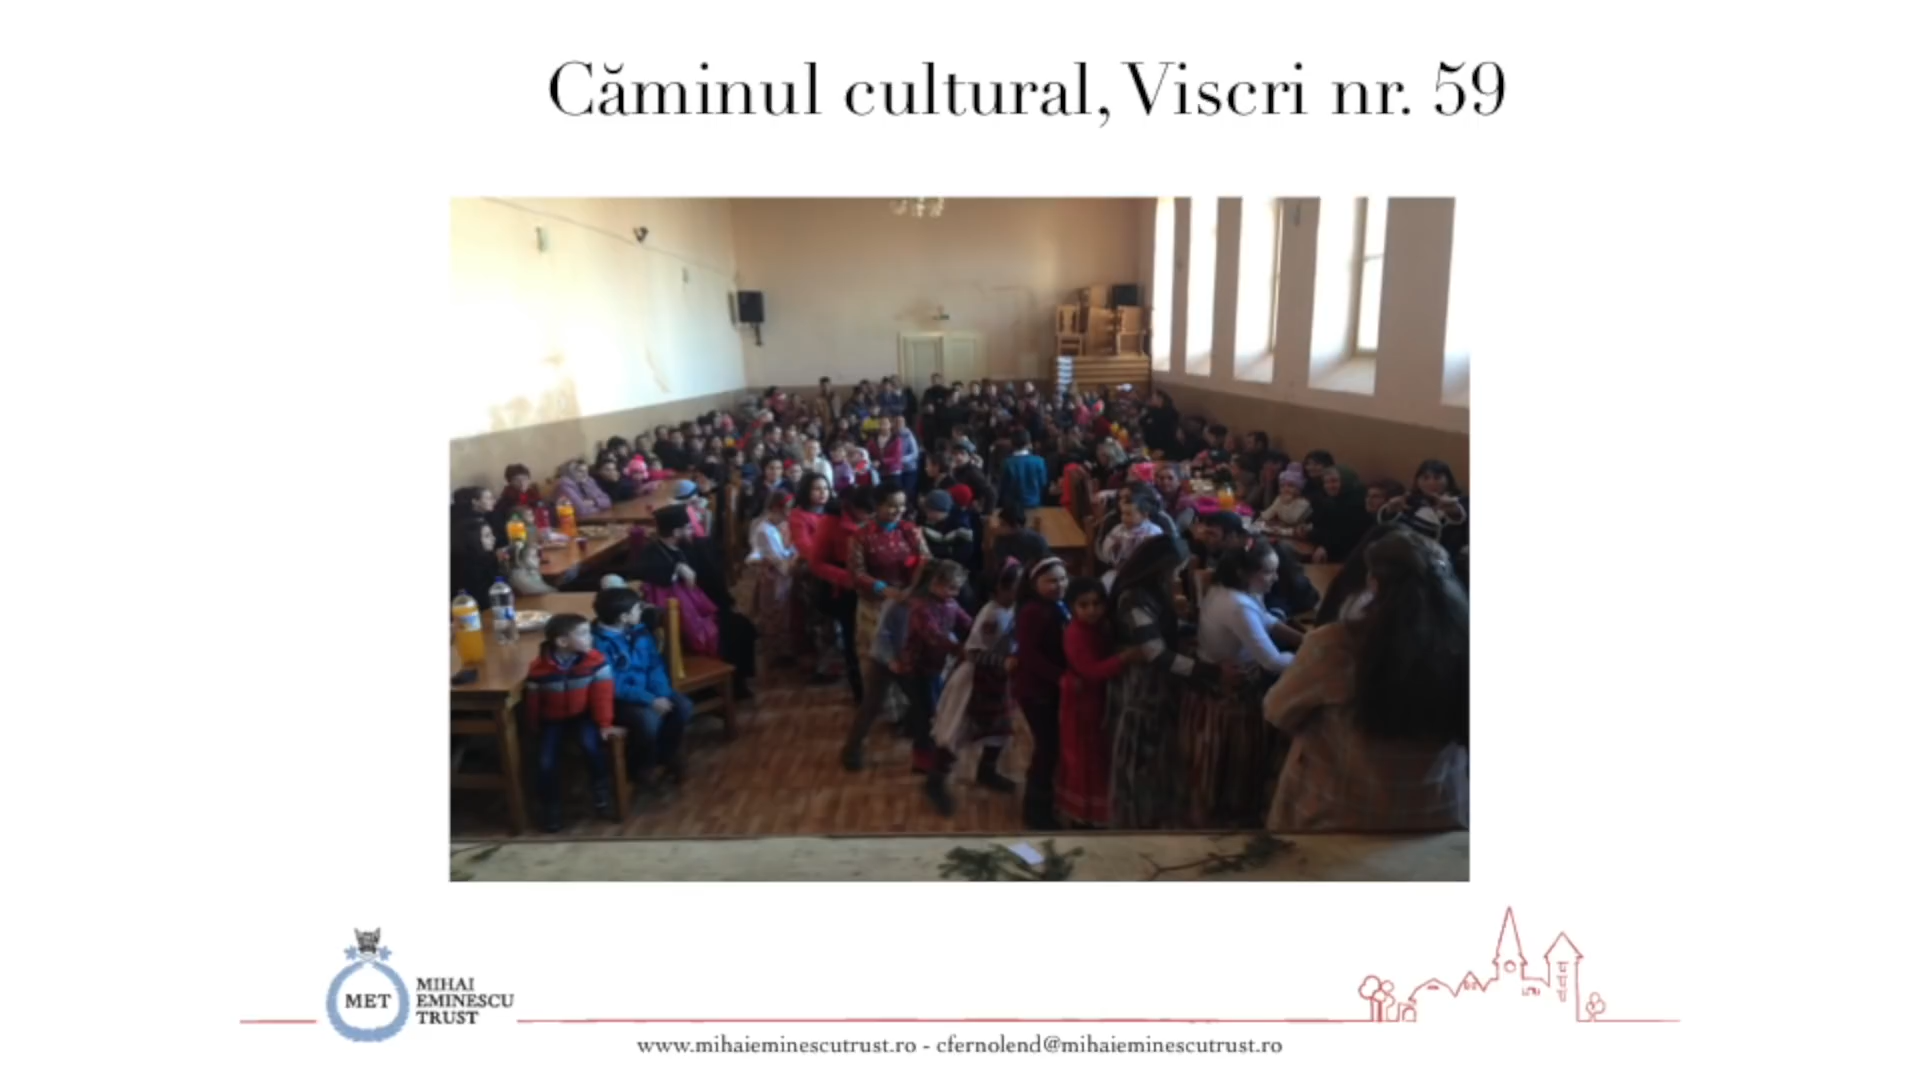 Căminul cultural, Viscri nr. 59
MET
MIHAI
EMINESCU
TRUST
www.mihaieminescutrust.ro - cfernolend@mihaieminescutrust.ro